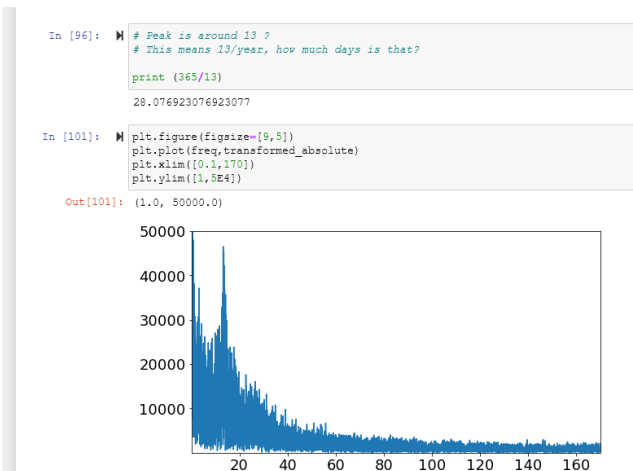 In [96]:
# Peak is around 13 ?
# This means 13/year, how much days is that?
print (365/13)
28.076923076923077
In [101]:
plt.figure(figsize=[9,5])
plt.plot(freq,transformed_absolute)
plt.xlim([0.1,170])
plt.ylim([1,5E4])
Out[101]: (1.0, 50000.0)
50000
40000
30000
20000
10000
20 40 60 80 100 120 140 160